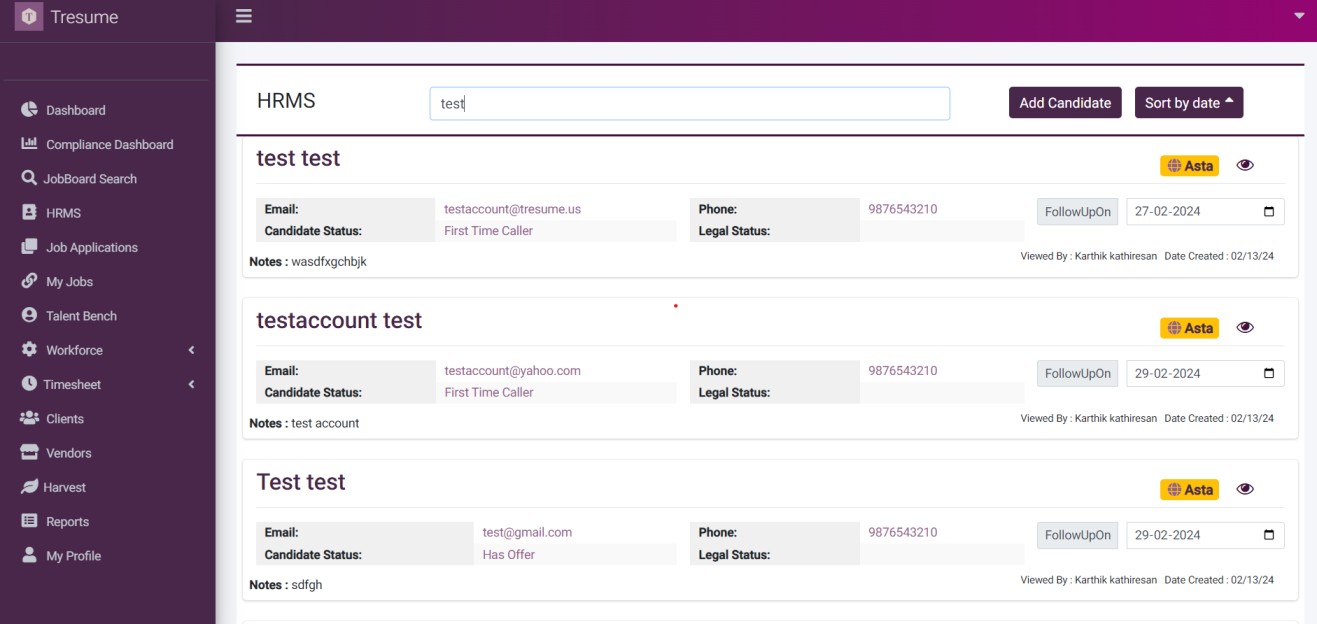 Tresume
Dashboard
Compliance Dashboard
JobBoard Search
HRMS
Job Applications
My Jobs
Talent Bench
Workforce
Timesheet
Clients
Vendors
Harvest
Reports
My Profile
HRMS test Add Candidate Sort by date
test test Asta
Email: testaccount@tresume.us Phone: 9876543210 FollowUpOn 27-02-2024
Candidate Status: First Time Caller Legal Status:
Notes : wasdfxgchbjk Viewed By : Karthik kathiresan Date Created : 02/13/24
testaccount test Asta
Email: testaccount@yahoo.com Phone: 9876543210 FollowUpOn 29-02-2024
Candidate Status: First Time Caller Legal Status:
Notes : test account Viewed By : Karthik kathiresan Date Created : 02/13/24
Test test Asta
Email: test@gmail.com Phone: 9876543210 FollowUpOn 29-02-2024
Candidate Status: Has Offer Legal Status:
Notes : sdfgh Viewed By : Karthik kathiresan Date Created : 02/13/24